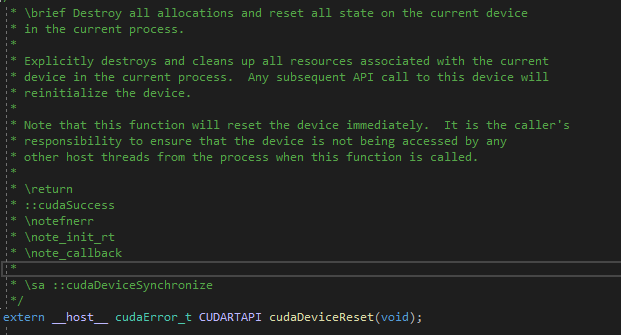 * \brief Destroy all allocations and reset all state on the current device
* in the current process.
*
* Explicitly destroys and cleans up all resources associated with the current
* device in the current process.  Any subsequent API call to this device will
* reinitialize the device.
*
* Note that this function will reset the device immediately.  It is the caller's
* responsibility to ensure that the device is not being accessed by any
* other host threads from the process when this function is called.
*
* \return
* ::cudaSuccess
* \notefnerr
* \note_init_rt
* \note_callback
*
* \sa ::cudaDeviceSynchronize
*/
extern __host__ cudaError_t CUDARTAPI cudaDeviceReset(void);